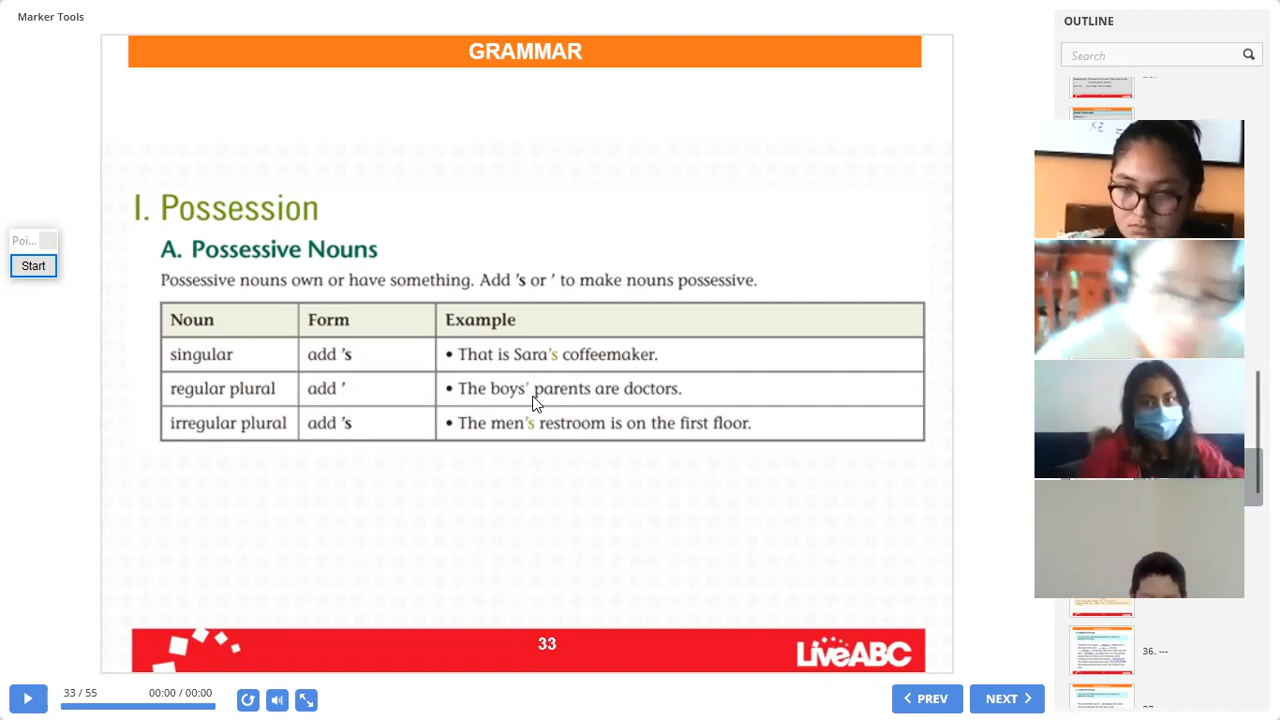 Marker Tools
OUTLINE
GRAMMAR
Search
I. Possession
A. Possessive Nouns
Possessive nouns own or have something. Add 's or ' to make nouns possessive.
Noun Form Example
singular add 's • That is Sara's coffeemaker.
regular plural add ' • The boys' parents are doctors.
irregular plural add 's • The men's restroom is on the first floor.
Poi...
Start
33
LiveABC
36. ---
33 / 55
00:00 / 00:00
PREV
NEXT